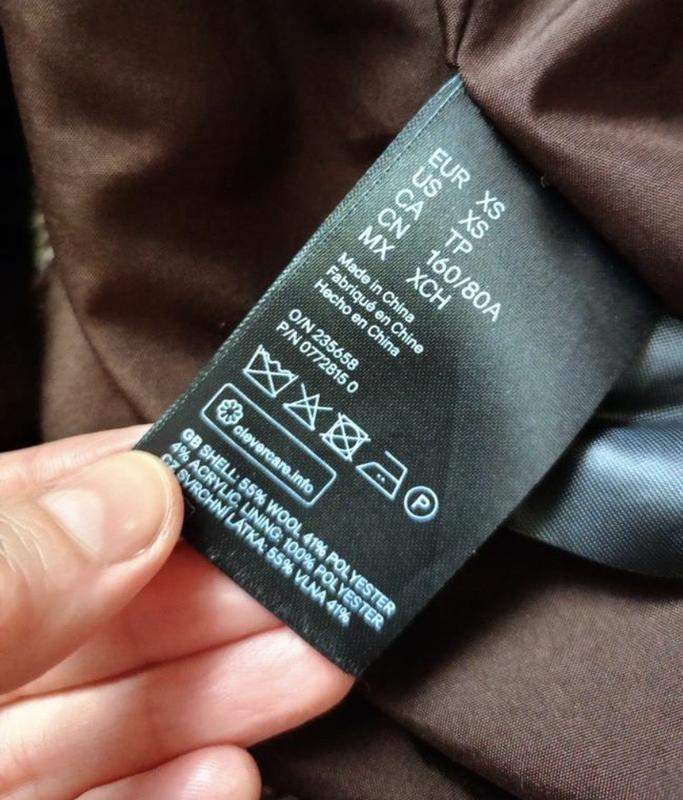 EUR XS
US XS
CA TP
CN 160/80A
MX XCH
Made in China
Fabriqué en Chine
Hecho en China
O/N 235658
P/N 0772815 0
P
clevercare.info
GB SHELL: 55% WOOL 41% POLYESTER
4% ACRYLIC, LINING: 100% POLYESTER
CZ SVRCHNÍ LÁTKA: 55% VLNA 41%